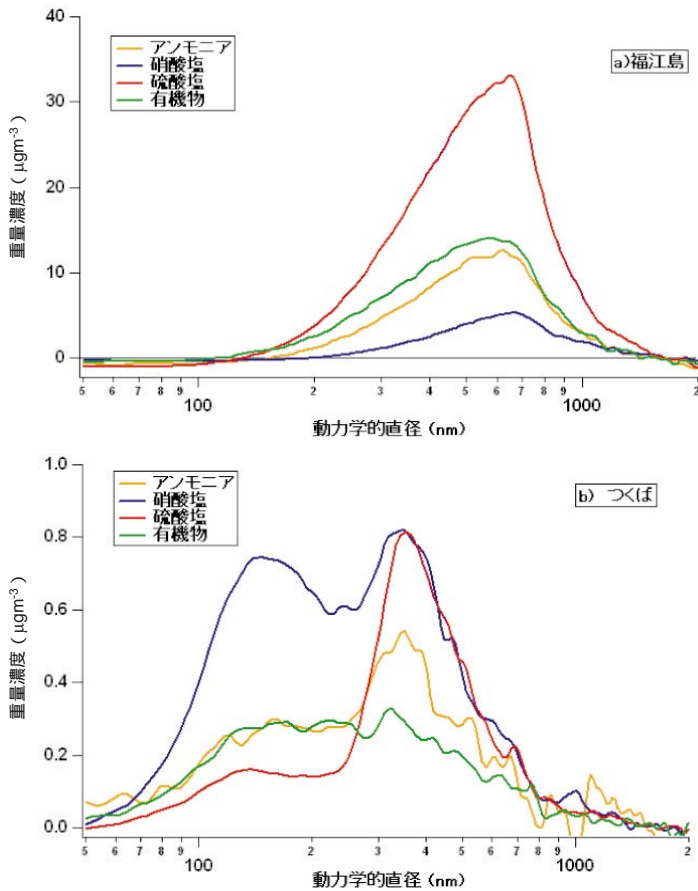 40
30
20
10
0
重量濃度 ( μgm-3 )
アンモニア
硝酸塩
硫酸塩
有機物
a)福江島
5 6 7 8 9 100 2 3 4 5 6 7 8 9 1000 2
動力学的直径 (nm)
1.0
0.8
0.6
0.4
0.2
0.0
重量濃度 ( μgm-3 )
アンモニア
硝酸塩
硫酸塩
有機物
b) つくば
5 6 7 8 9 100 2 3 4 5 6 7 8 9 1000 2
動力学的直径 (nm)